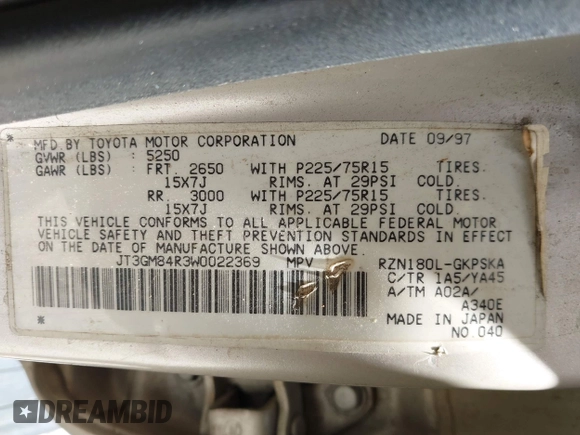 MFD.BY TOYOTA MOTOR CORPORATION DATE 09/97
GVWR (LBS) : 5250
GAWR (LBS) : FRT. 2650 WITH P225/75R15 TIRES.
15X7J RIMS. AT 29PSI COLD.
RR. 3000 WITH P225/75R15 TIRES.
15X7J RIMS. AT 29PSI COLD.
THIS VEHICLE CONFORMS TO ALL APPLICABLE FEDERAL MOTOR
VEHICLE SAFETY AND THEFT PREVENTION STANDARDS IN EFFECT
ON THE DATE OF MANUFACTURE SHOWN ABOVE.
JT3GM84R3W0022369 MPV RZN180L-GKPSKA
C/TR 1A5/YA45
A/TM A02A/
A340E
MADE IN JAPAN
NO.040
DREAMBID